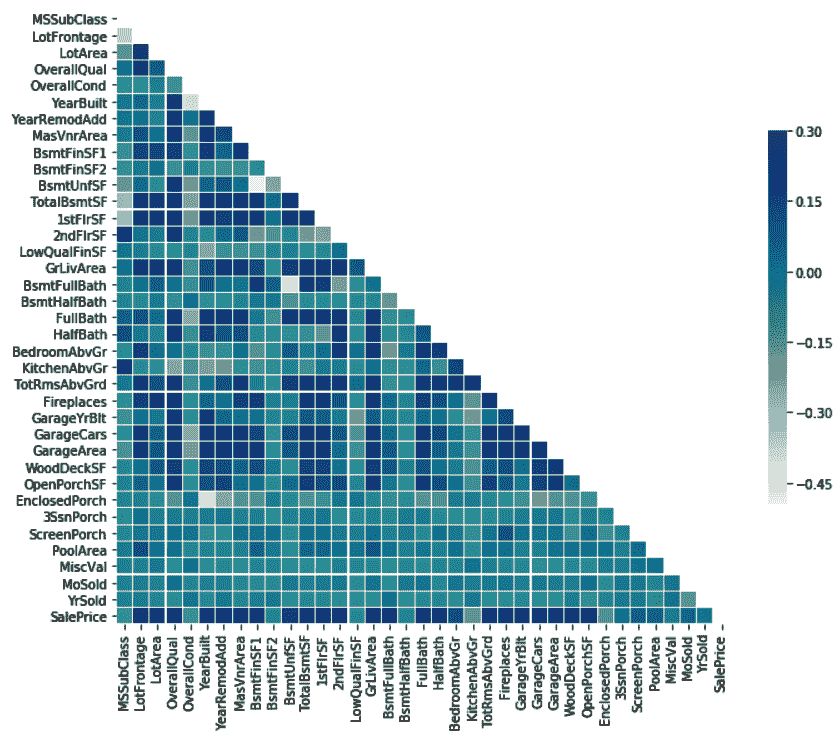 MSSubClass
LotFrontage
LotArea
OverallQual
OverallCond
YearBuilt
YearRemodAdd
MasVnrArea
BsmtFinSF1
BsmtFinSF2
BsmtUnfSF
TotalBsmtSF
1stFlrSF
2ndFlrSF
LowQualFinSF
GrLivArea
BsmtFullBath
BsmtHalfBath
FullBath
HalfBath
BedroomAbvGr
KitchenAbvGr
TotRmsAbvGrd
Fireplaces
GarageYrBlt
GarageCars
GarageArea
WoodDeckSF
OpenPorchSF
EnclosedPorch
3SsnPorch
ScreenPorch
PoolArea
MiscVal
MoSold
YrSold
SalePrice
MSSubClass
LotFrontage
LotArea
OverallQual
OverallCond
YearBuilt
YearRemodAdd
MasVnrArea
BsmtFinSF1
BsmtFinSF2
BsmtUnfSF
TotalBsmtSF
1stFlrSF
2ndFlrSF
LowQualFinSF
GrLivArea
BsmtFullBath
BsmtHalfBath
FullBath
HalfBath
BedroomAbvGr
KitchenAbvGr
TotRmsAbvGrd
Fireplaces
GarageYrBlt
GarageCars
GarageArea
WoodDeckSF
OpenPorchSF
EnclosedPorch
3SsnPorch
ScreenPorch
PoolArea
MiscVal
MoSold
YrSold
SalePrice
0.30
0.15
0.00
−0.15
−0.30
−0.45